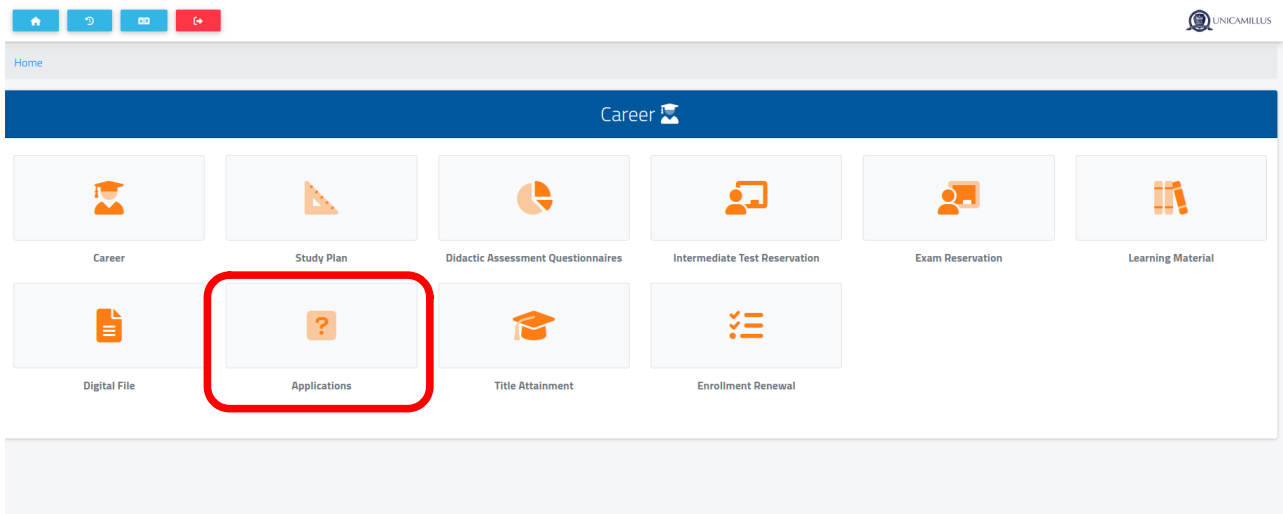 UNICAMILLUS
Home
Career
Career
Study Plan
Didactic Assessment Questionnaires
Intermediate Test Reservation
Exam Reservation
Learning Material
?
Digital File
Applications
Title Attainment
Enrollment Renewal